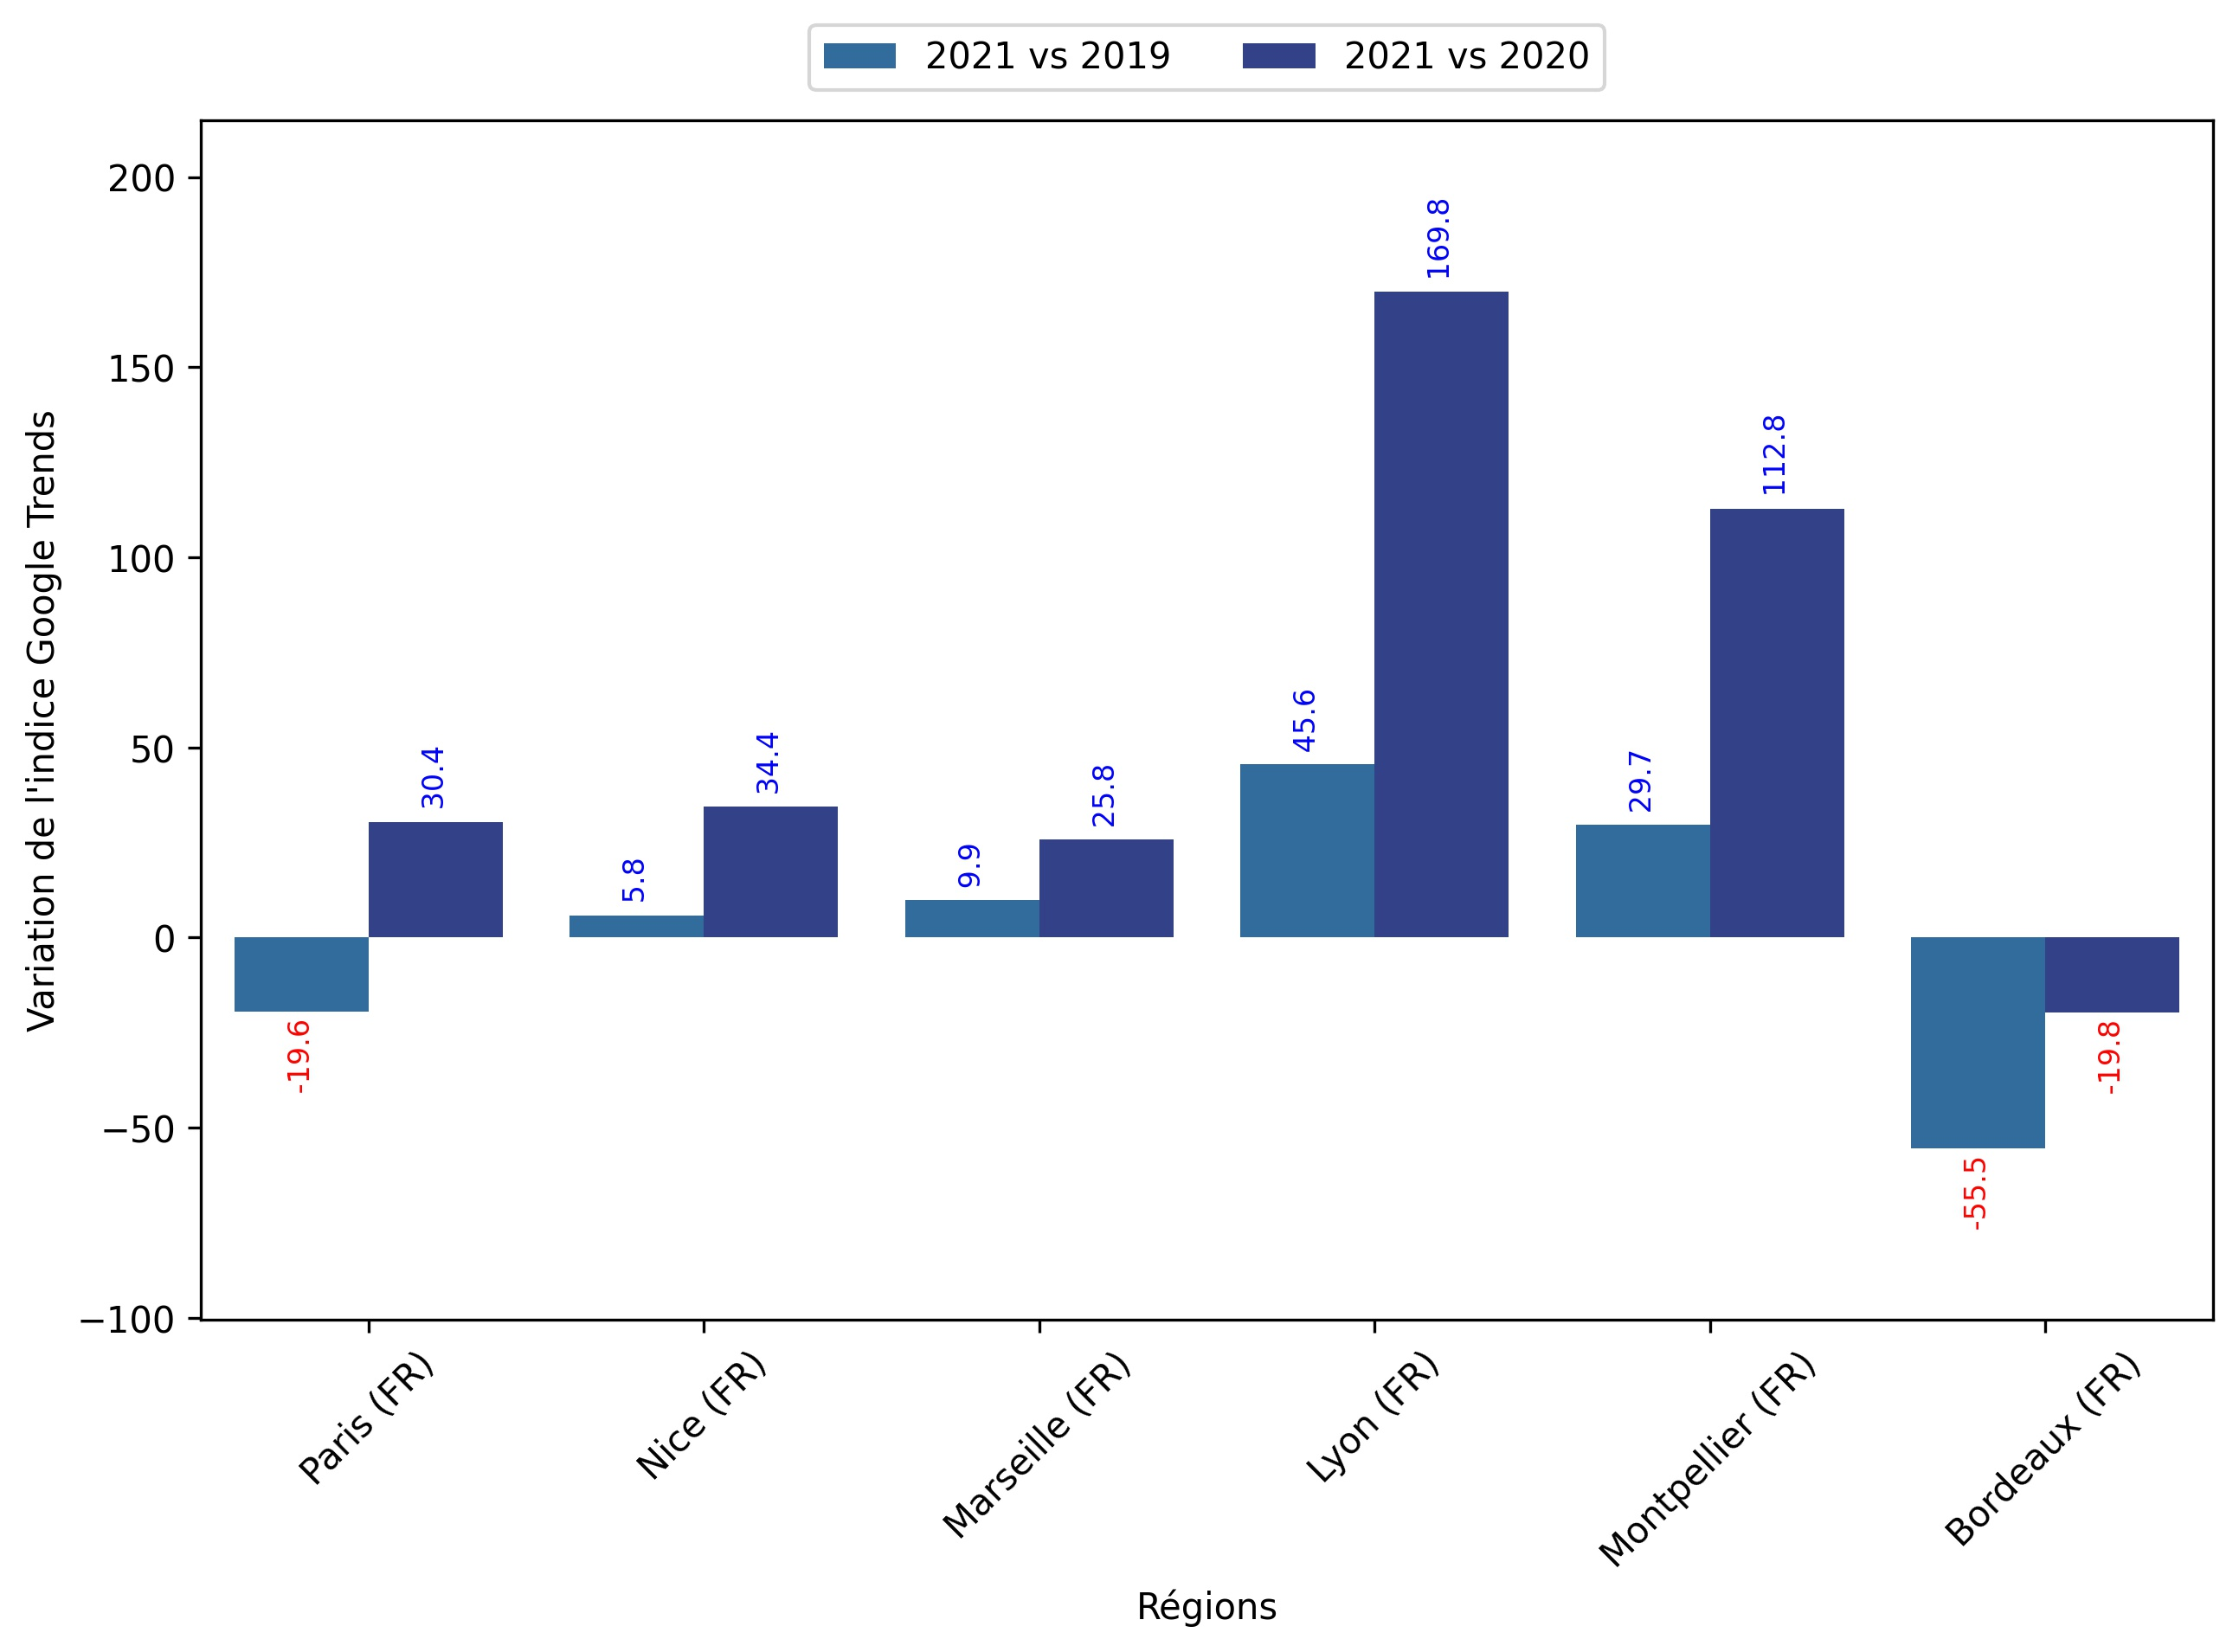 2021 vs 2019
2021 vs 2020
Variation de l'indice Google Trends
200
150
100
50
0
−50
−100
-19.6
30.4
5.8
34.4
9.9
25.8
45.6
169.8
29.7
112.8
-55.5
-19.8
Paris (FR)
Nice (FR)
Marseille (FR)
Lyon (FR)
Montpellier (FR)
Bordeaux (FR)
Régions